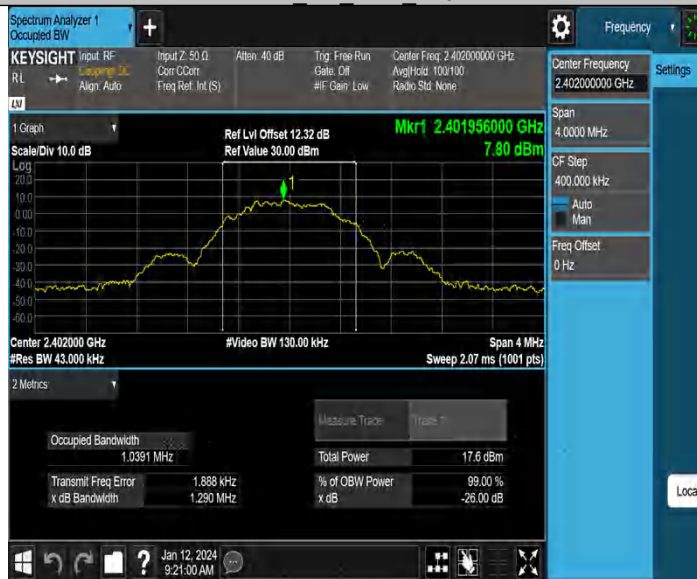 Spectrum Analyzer 1
Occupied BW
Frequency
KEYSIGHT
RL
Input: RF
Coupling: DC
Align: Auto
Input Z: 50 Ω
Corr CCorr
Freq Ref: Int (S)
Atten: 40 dB
Trig: Free Run
Gate: Off
#IF Gain: Low
Center Freq: 2.402000000 GHz
Avg|Hold: 100/100
Radio Std: None
LXI
1 Graph
Scale/Div 10.0 dB
Ref Lvl Offset 12.32 dB
Ref Value 30.00 dBm
Mkr1 2.401956000 GHz
7.80 dBm
Log
20.0
10.0
0.00
-10.0
-20.0
-30.0
-40.0
-50.0
-60.0
1
Center 2.402000 GHz
#Res BW 43.000 kHz
#Video BW 130.00 kHz
Span 4 MHz
Sweep 2.07 ms (1001 pts)
2 Metrics
Measure Trace
Trace 1
Occupied Bandwidth
1.0391 MHz
Total Power
17.6 dBm
Transmit Freq Error
1.888 kHz
% of OBW Power
99.00 %
x dB Bandwidth
1.290 MHz
x dB
-26.00 dB
Center Frequency
2.402000000 GHz
Settings
Span
4.0000 MHz
CF Step
400.000 kHz
Auto
Man
Freq Offset
0 Hz
Loca
?
Jan 12, 2024
9:21:00 AM